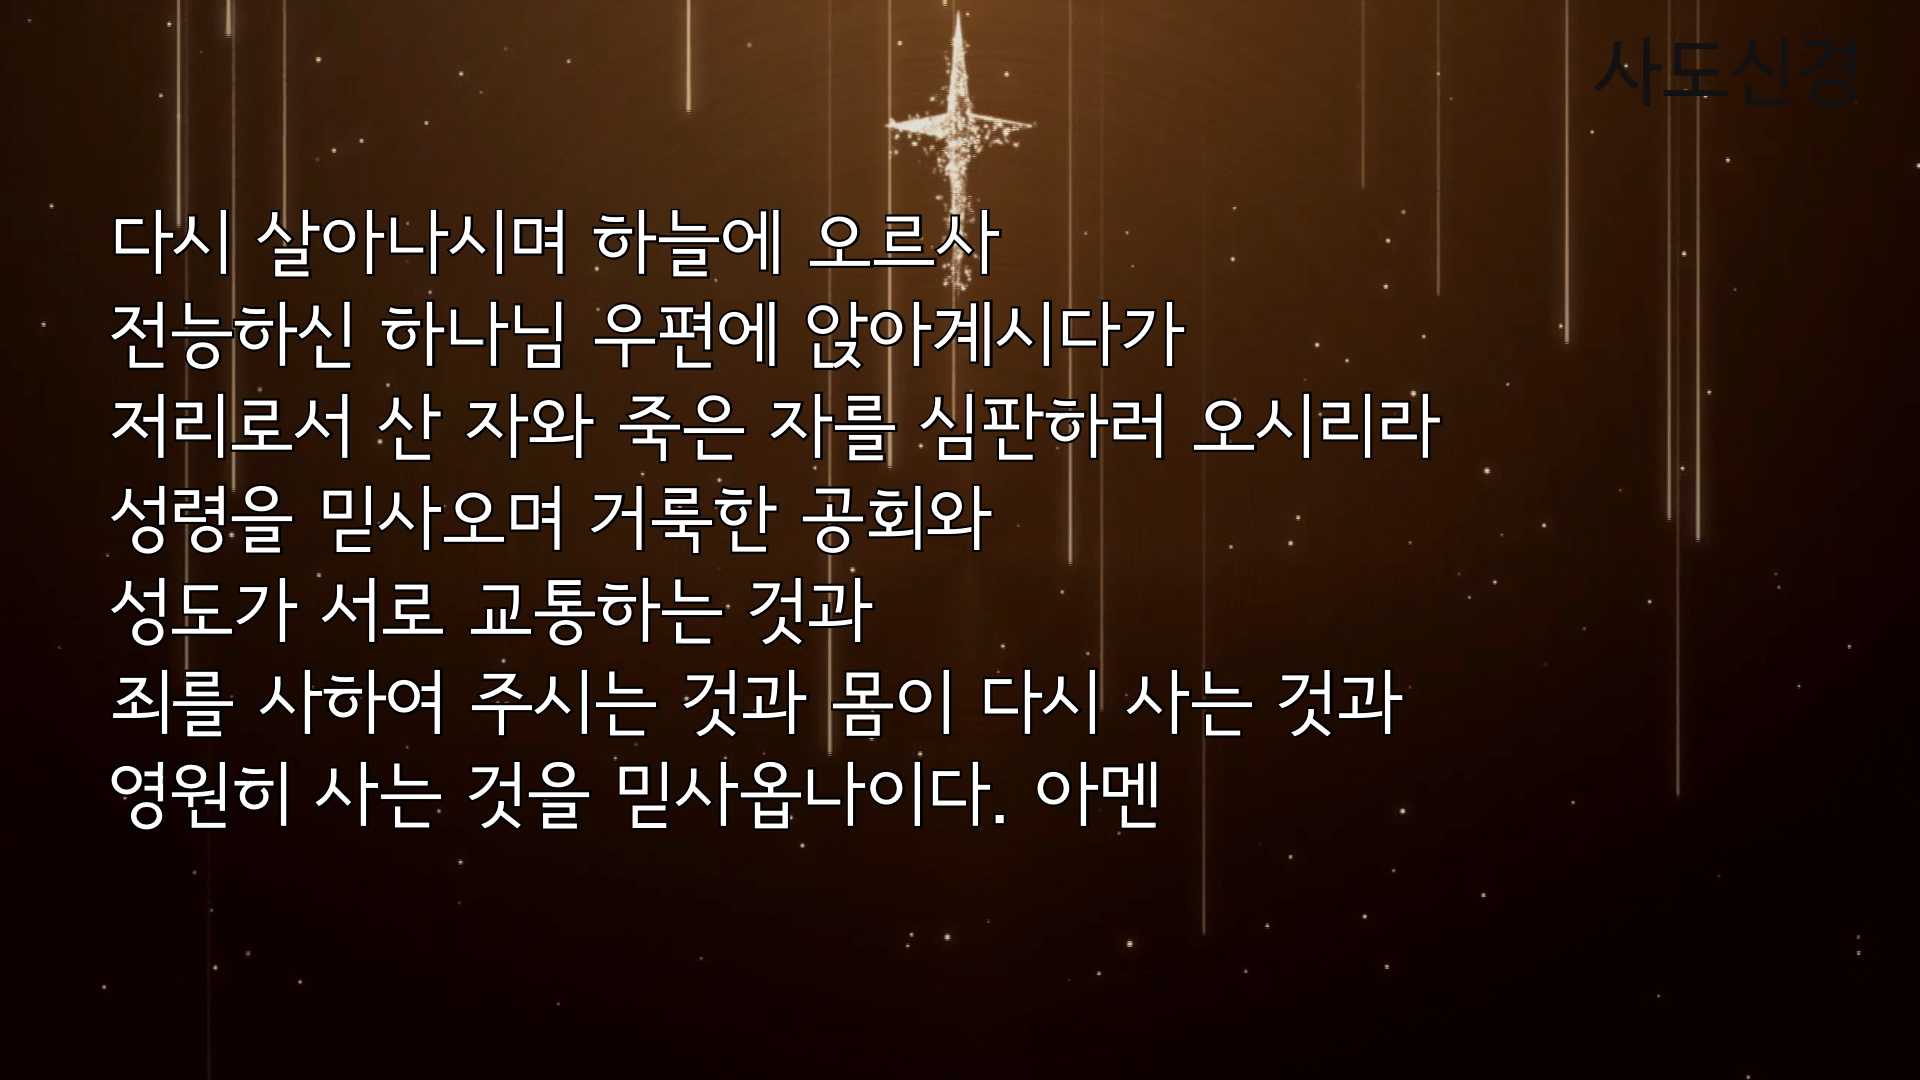 사도신경
다시 살아나시며 하늘에 오르사
전능하신 하나님 우편에 앉아계시다가
저리로서 산 자와 죽은 자를 심판하러 오시리라
성령을 믿사오며 거룩한 공회와
성도가 서로 교통하는 것과
죄를 사하여 주시는 것과 몸이 다시 사는 것과
영원히 사는 것을 믿사옵나이다. 아멘